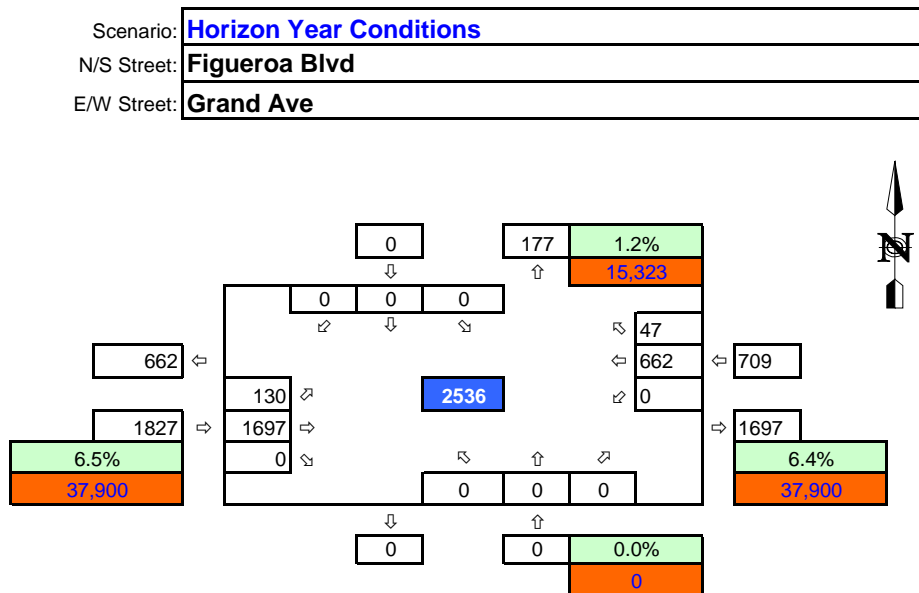 Scenario: Horizon Year Conditions
N/S Street: Figueroa Blvd
E/W Street: Grand Ave
N
0 177 1.2%
⇩ ⇧ 15,323
0 0 0
⬃ ⇩ ⬂
⬁ 47
662 ⇦ ⇦ 662 ⇦ 709
130 ⬀ 2536 ⬃ 0
1827 ⇨ 1697 ⇨ ⇨ 1697
6.5% 0 ⬂ ⬁ ⇧ ⬀ 6.4%
37,900 0 0 0 37,900
⇩ ⇧
0 0 0.0%
0